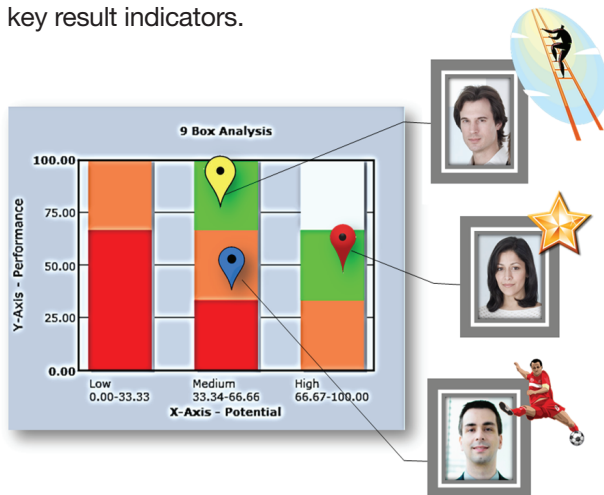 key result indicators.
9 Box Analysis
100.00
75.00
50.00
25.00
0.00
Y-Axis - Performance
Low
0.00-33.33
Medium
33.34-66.66
High
66.67-100.00
X-Axis - Potential